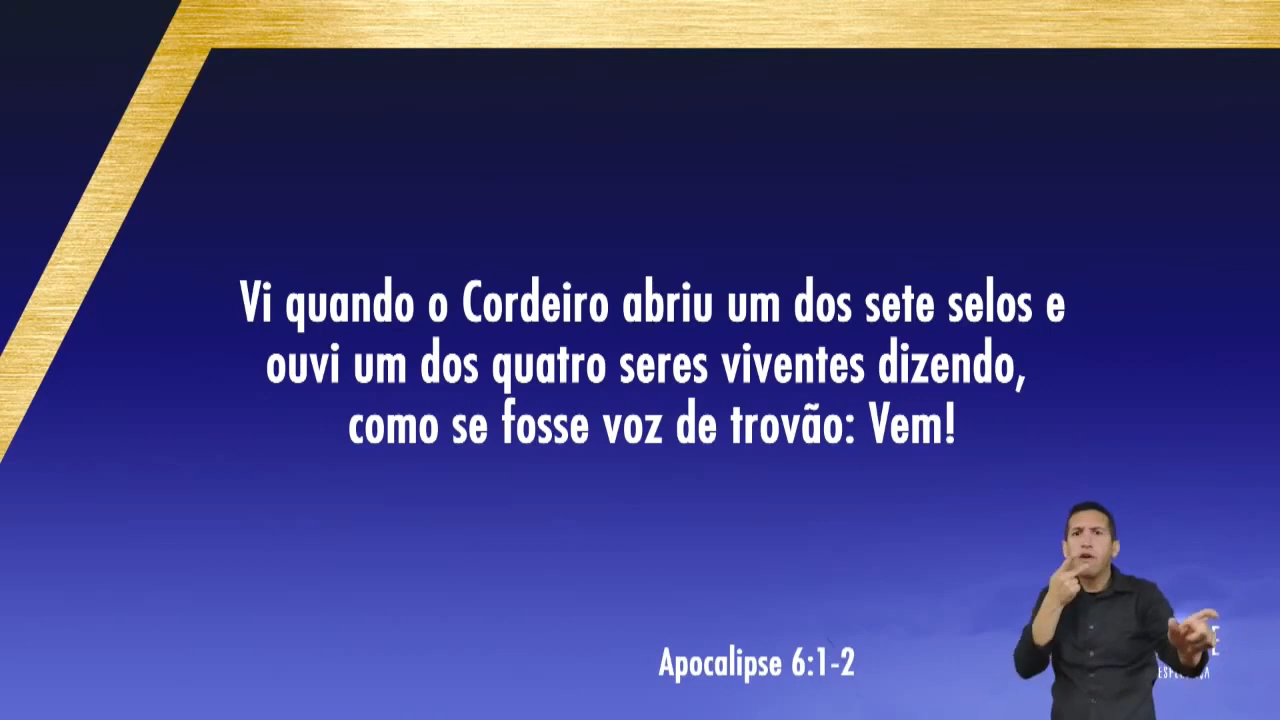 Vi quando o Cordeiro abriu um dos sete selos e
ouvi um dos quatro seres viventes dizendo,
como se fosse voz de trovão: Vem!
Apocalipse 6:1-2